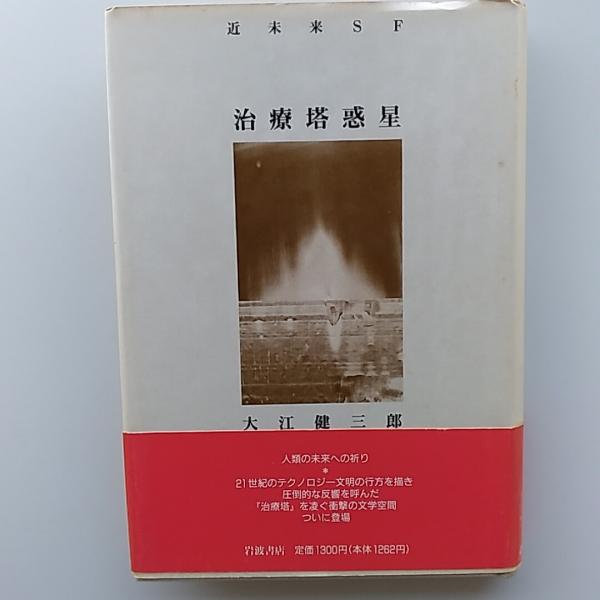 近未来SF
治療塔惑星
大江健三郎
人類の未来への祈り
*
21世紀のテクノロジー文明の行方を描き
圧倒的な反響を呼んだ
「治療塔」を凌ぐ衝撃の文学空間
ついに登場
岩波書店 定価1300円(本体1262円)